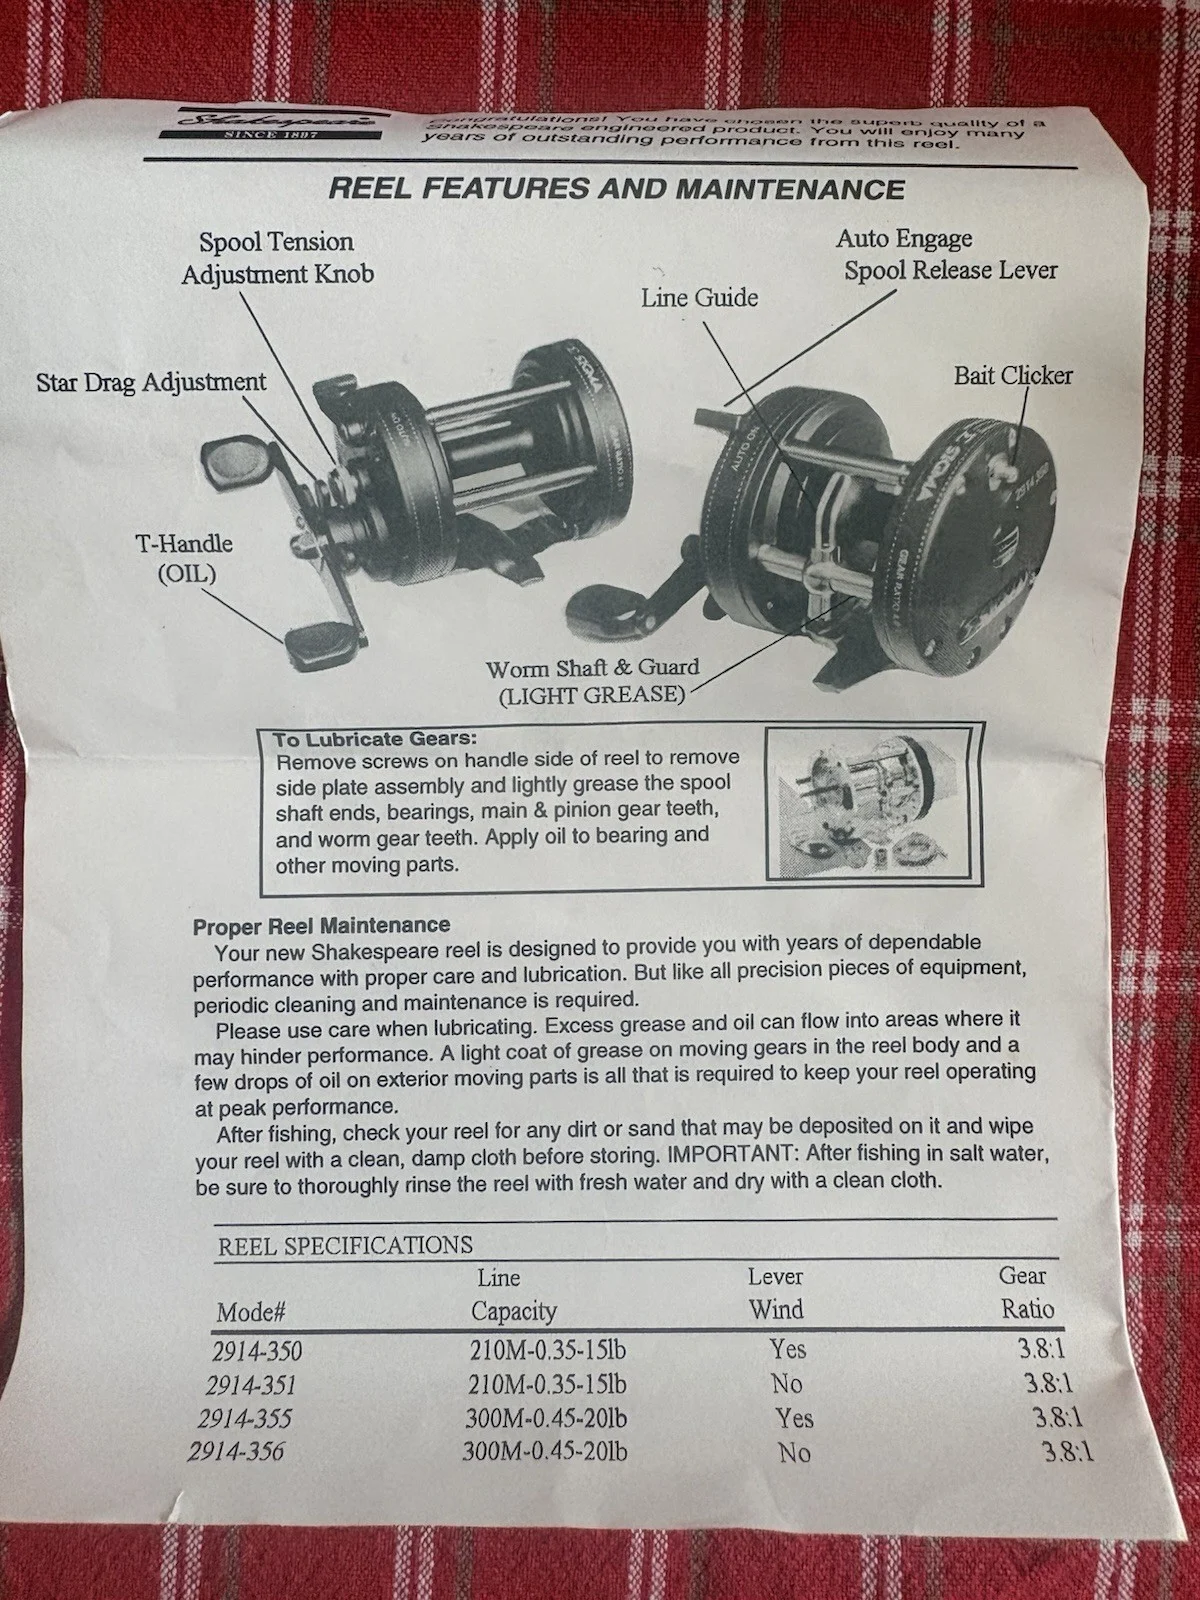 Shakespeare
SINCE 1897
Congratulations! You have chosen the superb quality of a
Shakespeare engineered product. You will enjoy many
years of outstanding performance from this reel.
REEL FEATURES AND MAINTENANCE
Spool Tension
Adjustment Knob
Auto Engage
Spool Release Lever
Line Guide
Star Drag Adjustment
Bait Clicker
SIGMA
AUTO ON
AUTO ON
SIGMA
GEAR RATIO
T-Handle
(OIL)
Worm Shaft & Guard
(LIGHT GREASE)
To Lubricate Gears:
Remove screws on handle side of reel to remove
side plate assembly and lightly grease the spool
shaft ends, bearings, main & pinion gear teeth,
and worm gear teeth. Apply oil to bearing and
other moving parts.
Proper Reel Maintenance
Your new Shakespeare reel is designed to provide you with years of dependable
performance with proper care and lubrication. But like all precision pieces of equipment,
periodic cleaning and maintenance is required.
Please use care when lubricating. Excess grease and oil can flow into areas where it
may hinder performance. A light coat of grease on moving gears in the reel body and a
few drops of oil on exterior moving parts is all that is required to keep your reel operating
at peak performance.
After fishing, check your reel for any dirt or sand that may be deposited on it and wipe
your reel with a clean, damp cloth before storing. IMPORTANT: After fishing in salt water,
be sure to thoroughly rinse the reel with fresh water and dry with a clean cloth.
REEL SPECIFICATIONS
Line Lever Gear
Mode# Capacity Wind Ratio
2914-350 210M-0.35-15lb Yes 3.8:1
2914-351 210M-0.35-15lb No 3.8:1
2914-355 300M-0.45-20lb Yes 3.8:1
2914-356 300M-0.45-20lb No 3.8:1